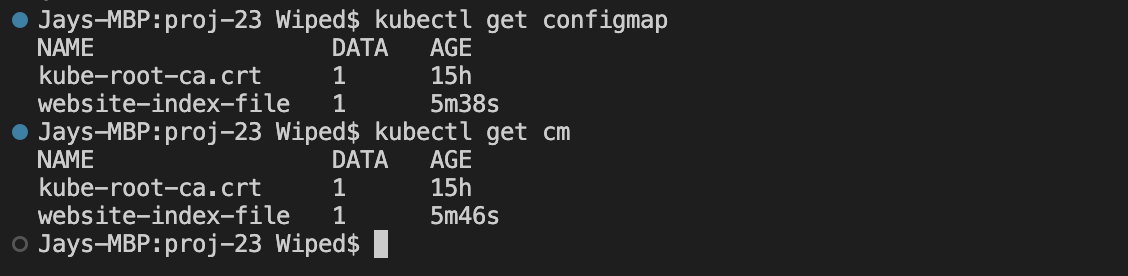 Jays-MBP:proj-23 Wiped$ kubectl get configmap
NAME                 DATA   AGE
kube-root-ca.crt     1      15h
website-index-file   1      5m38s
Jays-MBP:proj-23 Wiped$ kubectl get cm
NAME                 DATA   AGE
kube-root-ca.crt     1      15h
website-index-file   1      5m46s
Jays-MBP:proj-23 Wiped$